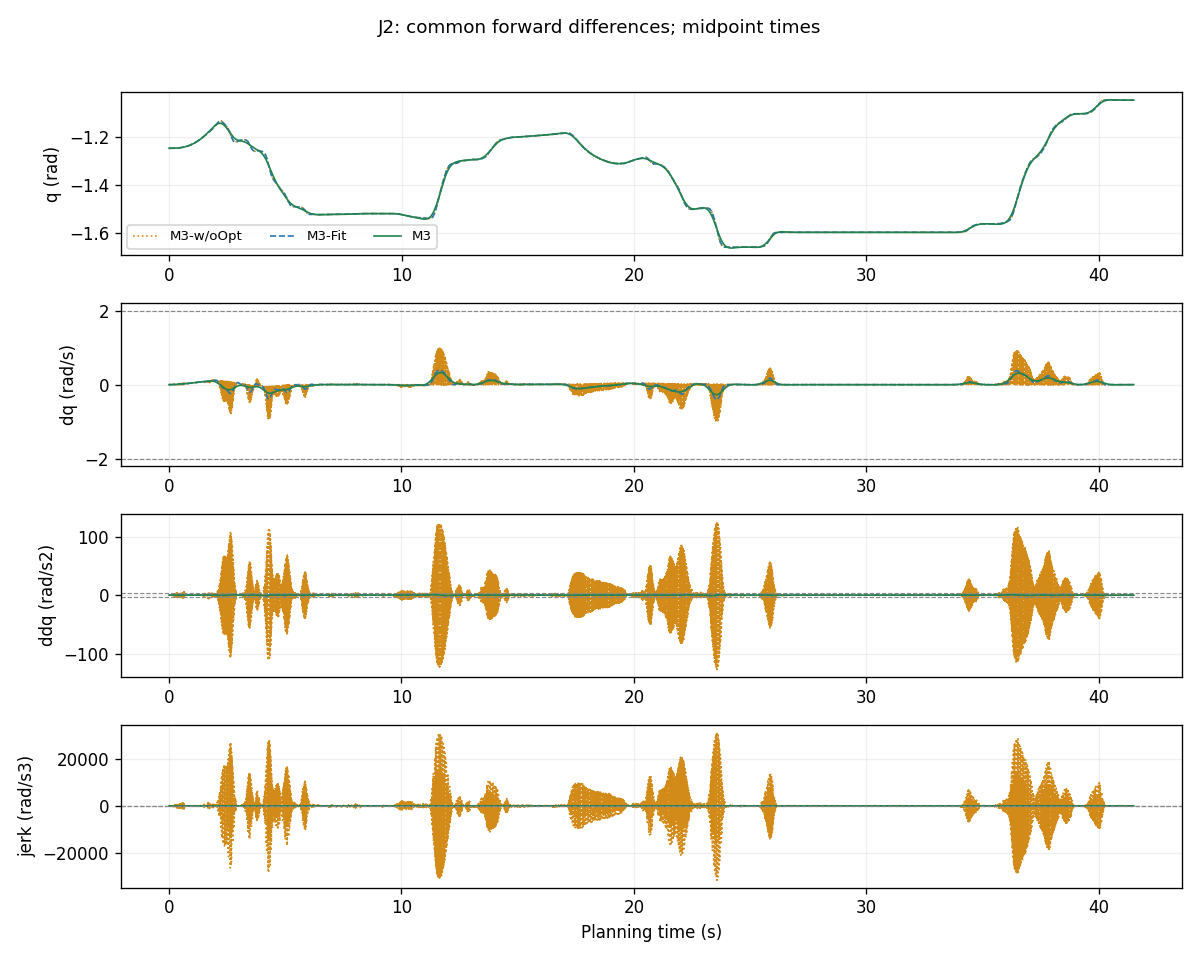 J2: common forward differences; midpoint times
q (rad)
−1.2
−1.4
−1.6
M3-w/oOpt M3-Fit M3
0 10 20 30 40
dq (rad/s)
2
0
−2
0 10 20 30 40
ddq (rad/s2)
100
0
−100
0 10 20 30 40
jerk (rad/s3)
20000
0
−20000
0 10 20 30 40
Planning time (s)